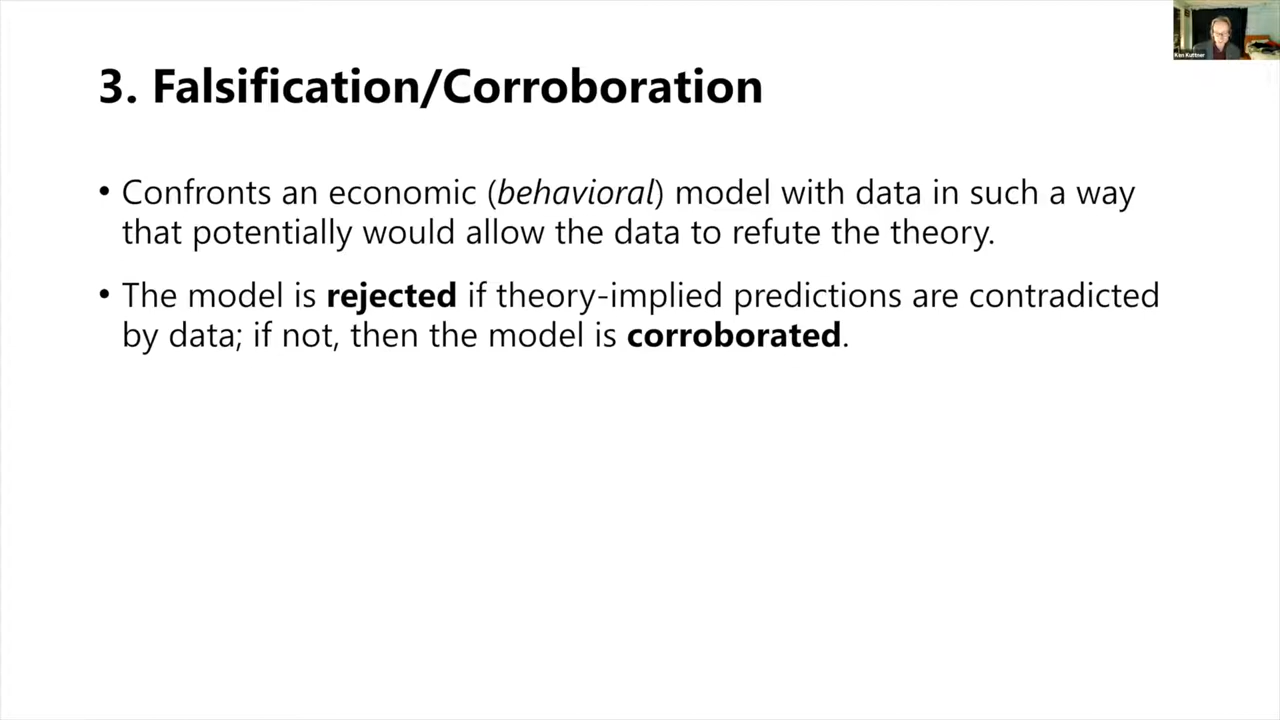 3. Falsification/Corroboration
• Confronts an economic (behavioral) model with data in such a way
that potentially would allow the data to refute the theory.
• The model is rejected if theory-implied predictions are contradicted
by data; if not, then the model is corroborated.
Ken Kuttner